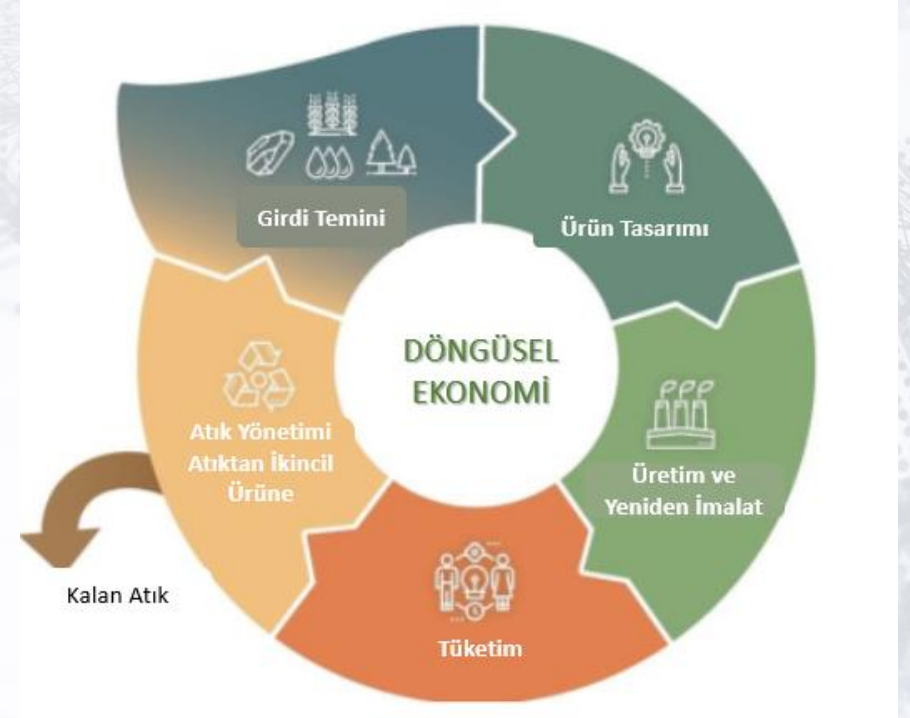 Girdi Temini
Ürün Tasarımı
DÖNGÜSEL
EKONOMİ
Atık Yönetimi
Atıktan İkincil
Ürüne
Üretim ve
Yeniden İmalat
Kalan Atık
Tüketim